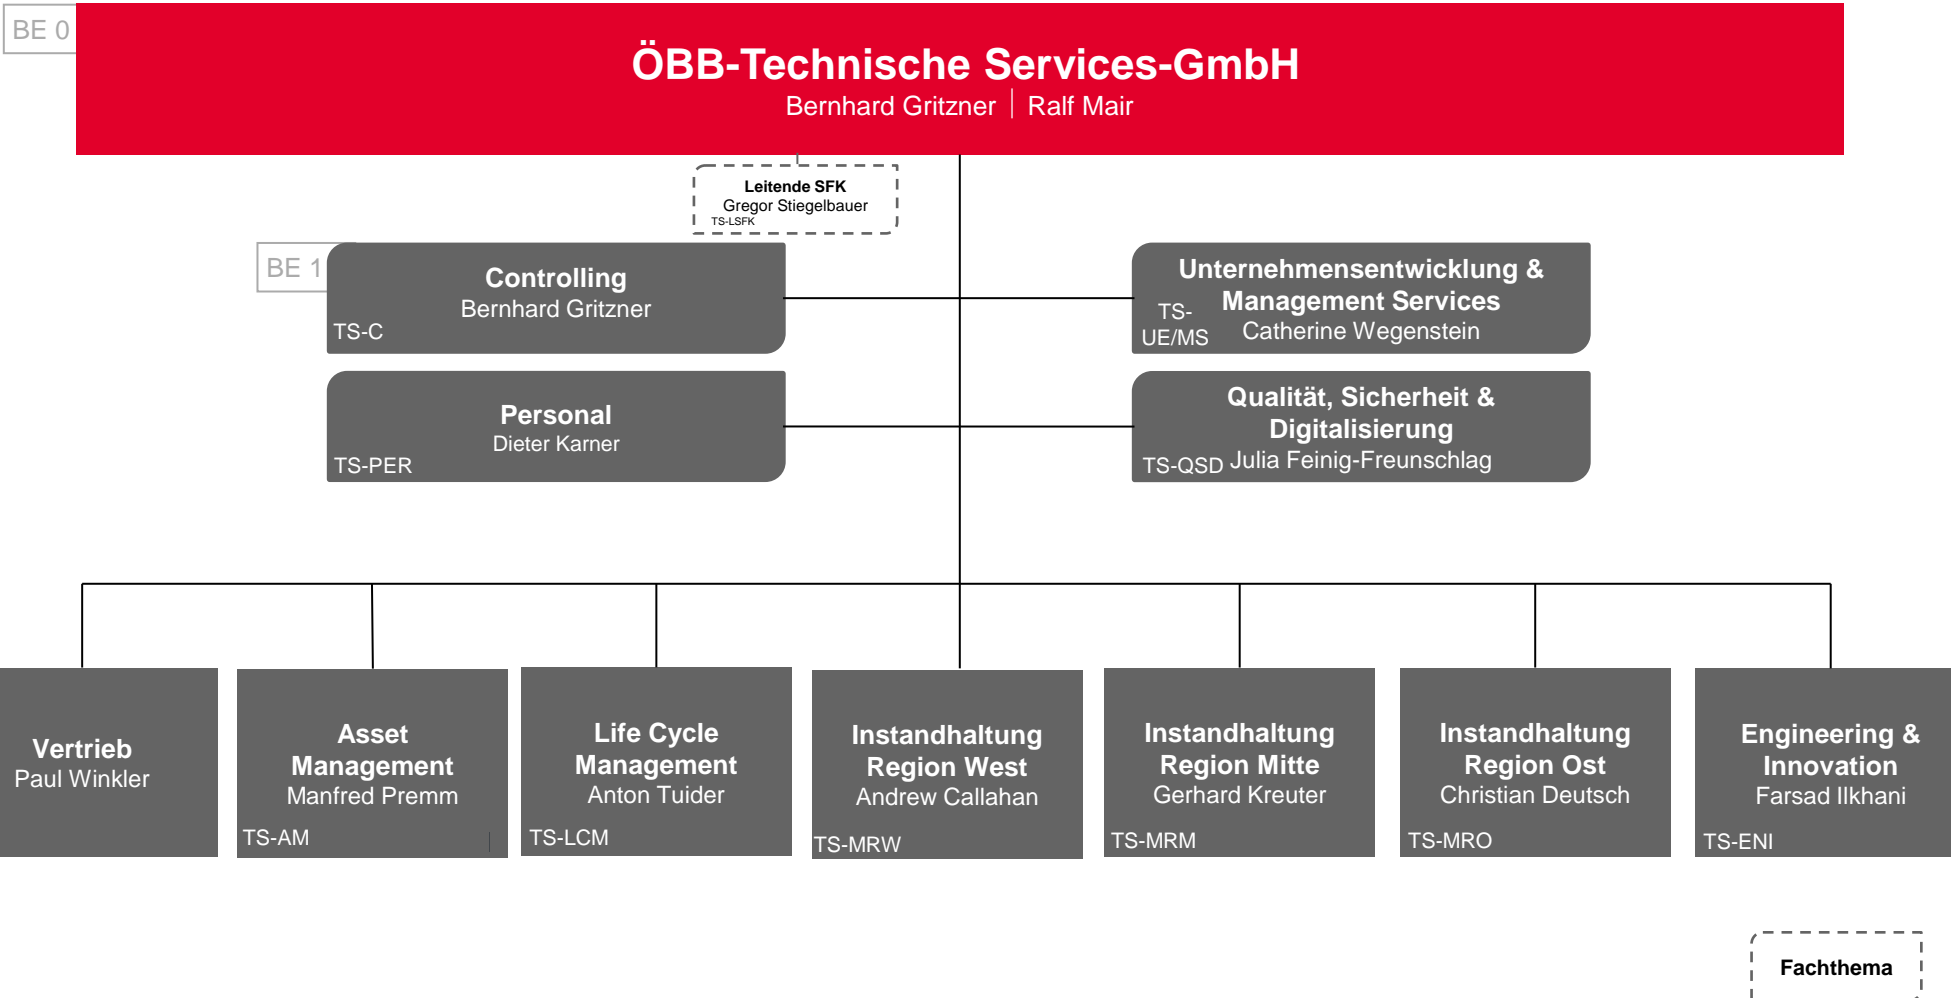 BE 0
ÖBB-Technische Services-GmbH
Bernhard Gritzner | Ralf Mair
Leitende SFK
Gregor Stiegelbauer
TS-LSFK
BE 1
Controlling
Bernhard Gritzner
TS-C
Unternehmensentwicklung &
Management Services
TS-
UE/MS
Catherine Wegenstein
Personal
Dieter Karner
TS-PER
Qualität, Sicherheit &
Digitalisierung
TS-QSD Julia Feinig-Freunschlag
Vertrieb
Paul Winkler
Asset
Management
Manfred Premm
TS-AM
Life Cycle
Management
Anton Tuider
TS-LCM
Instandhaltung
Region West
Andrew Callahan
TS-MRW
Instandhaltung
Region Mitte
Gerhard Kreuter
TS-MRM
Instandhaltung
Region Ost
Christian Deutsch
TS-MRO
Engineering &
Innovation
Farsad Ilkhani
TS-ENI
Fachthema